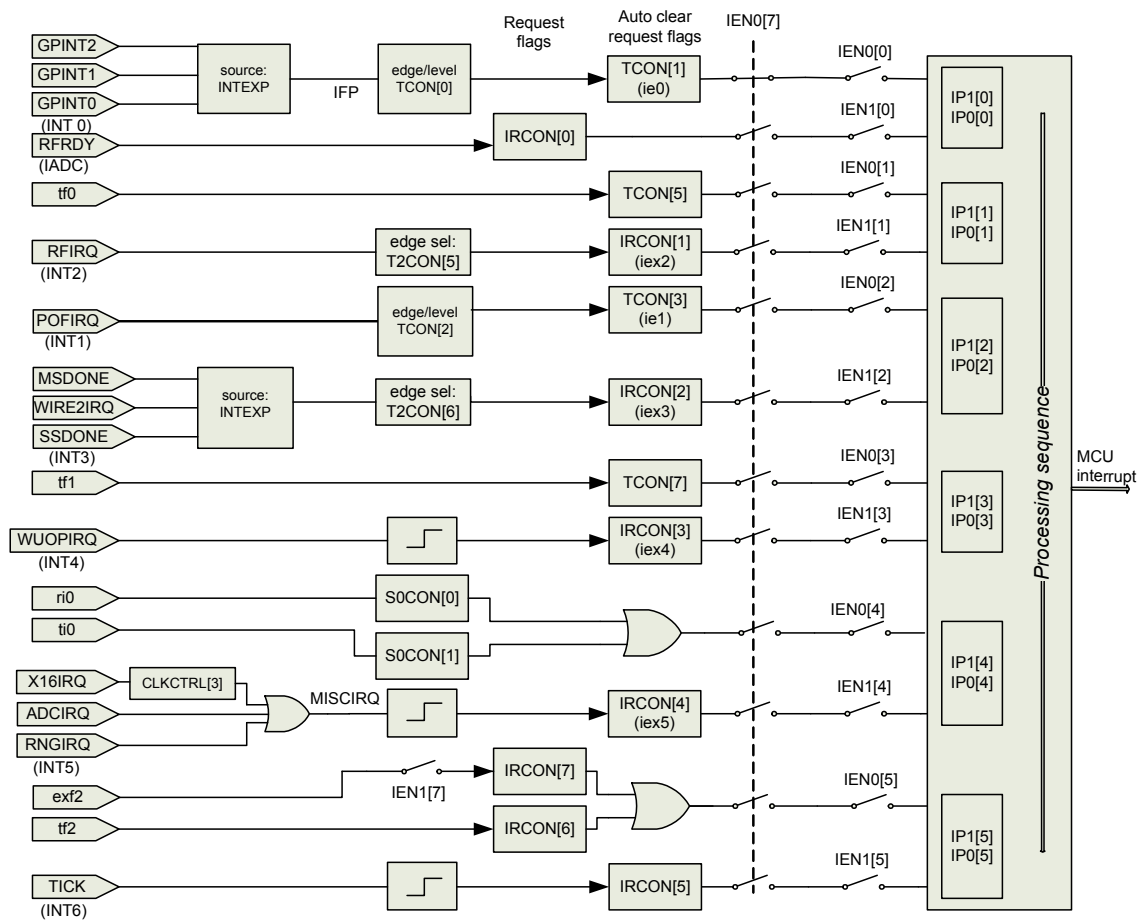 Request
flags
Auto clear
request flags
IEN0[7]
GPINT2
GPINT1
GPINT0
(INT 0)
source:
INTEXP
IFP
edge/level
TCON[0]
TCON[1]
(ie0)
IEN0[0]
IP1[0]
IP0[0]
RFRDY
(IADC)
IRCON[0]
IEN1[0]
tf0
TCON[5]
IEN0[1]
IP1[1]
IP0[1]
RFIRQ
(INT2)
edge sel:
T2CON[5]
IRCON[1]
(iex2)
IEN1[1]
POFIRQ
(INT1)
edge/level
TCON[2]
TCON[3]
(ie1)
IEN0[2]
IP1[2]
IP0[2]
MSDONE
WIRE2IRQ
SSDONE
(INT3)
source:
INTEXP
edge sel:
T2CON[6]
IRCON[2]
(iex3)
IEN1[2]
tf1
TCON[7]
IEN0[3]
IP1[3]
IP0[3]
WUOPIRQ
(INT4)
IRCON[3]
(iex4)
IEN1[3]
Processing sequence
MCU
interrupt
ri0
ti0
S0CON[0]
S0CON[1]
IEN0[4]
IP1[4]
IP0[4]
X16IRQ
CLKCTRL[3]
ADCIRQ
RNGIRQ
(INT5)
MISCIRQ
IRCON[4]
(iex5)
IEN1[4]
exf2
IEN1[7]
IRCON[7]
tf2
IRCON[6]
IEN0[5]
IP1[5]
IP0[5]
TICK
(INT6)
IRCON[5]
IEN1[5]